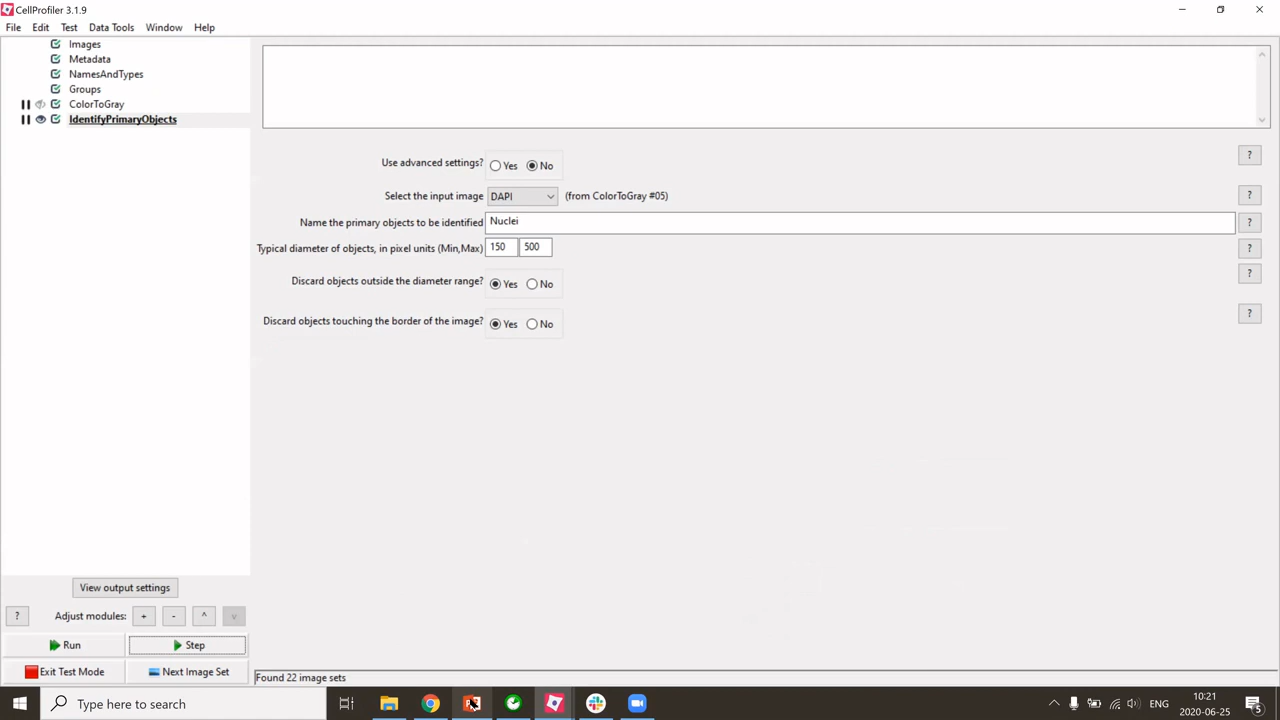 CellProfiler 3.1.9
File Edit Test Data Tools Window Help
Images
Metadata
NamesAndTypes
Groups
ColorToGray
IdentifyPrimaryObjects
Use advanced settings? Yes No ?
Select the input image DAPI (from ColorToGray #05) ?
Name the primary objects to be identified Nuclei ?
Typical diameter of objects, in pixel units (Min,Max) 150 500 ?
Discard objects outside the diameter range? Yes No ?
Discard objects touching the border of the image? Yes No ?
View output settings
? Adjust modules: + - ^ v
Run Step
Exit Test Mode Next Image Set
Found 22 image sets
Type here to search
ENG
10:21
2020-06-25
5